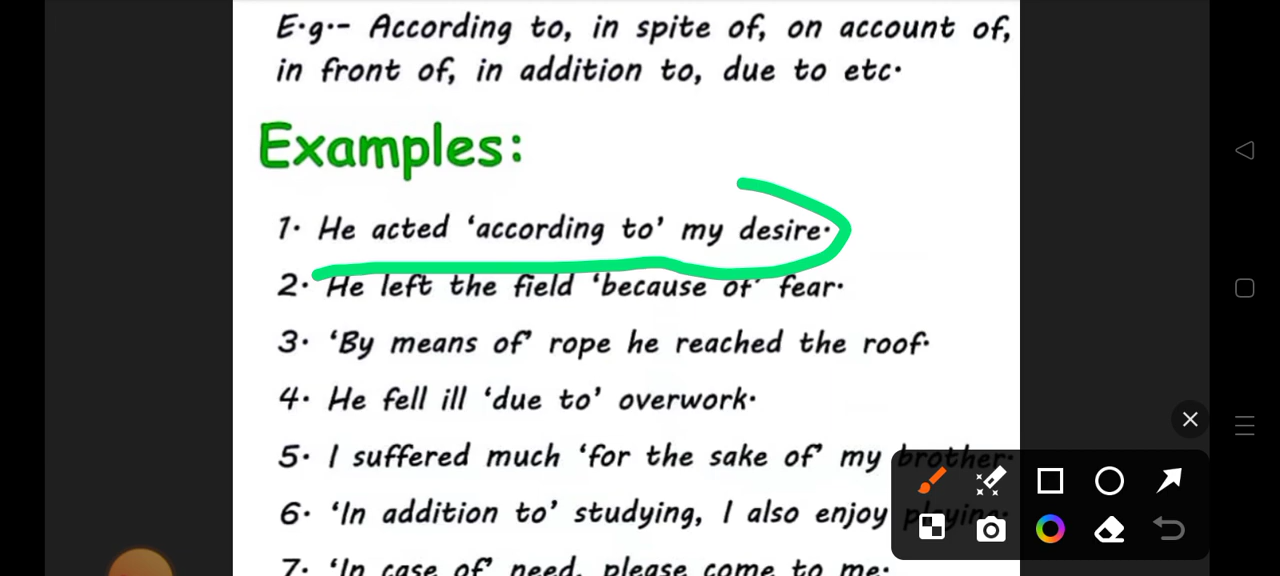 E·g·- According to, in spite of, on account of,
in front of, in addition to, due to etc·
Examples:
1· He acted ‘according to’ my desire·
2· He left the field ‘because of’ fear·
3· ‘By means of’ rope he reached the roof·
4· He fell ill ‘due to’ overwork·
5· I suffered much ‘for the sake of’ my brother·
6· ‘In addition to’ studying, I also enjoy playing·
7· ‘In case of’ need, please come to me·